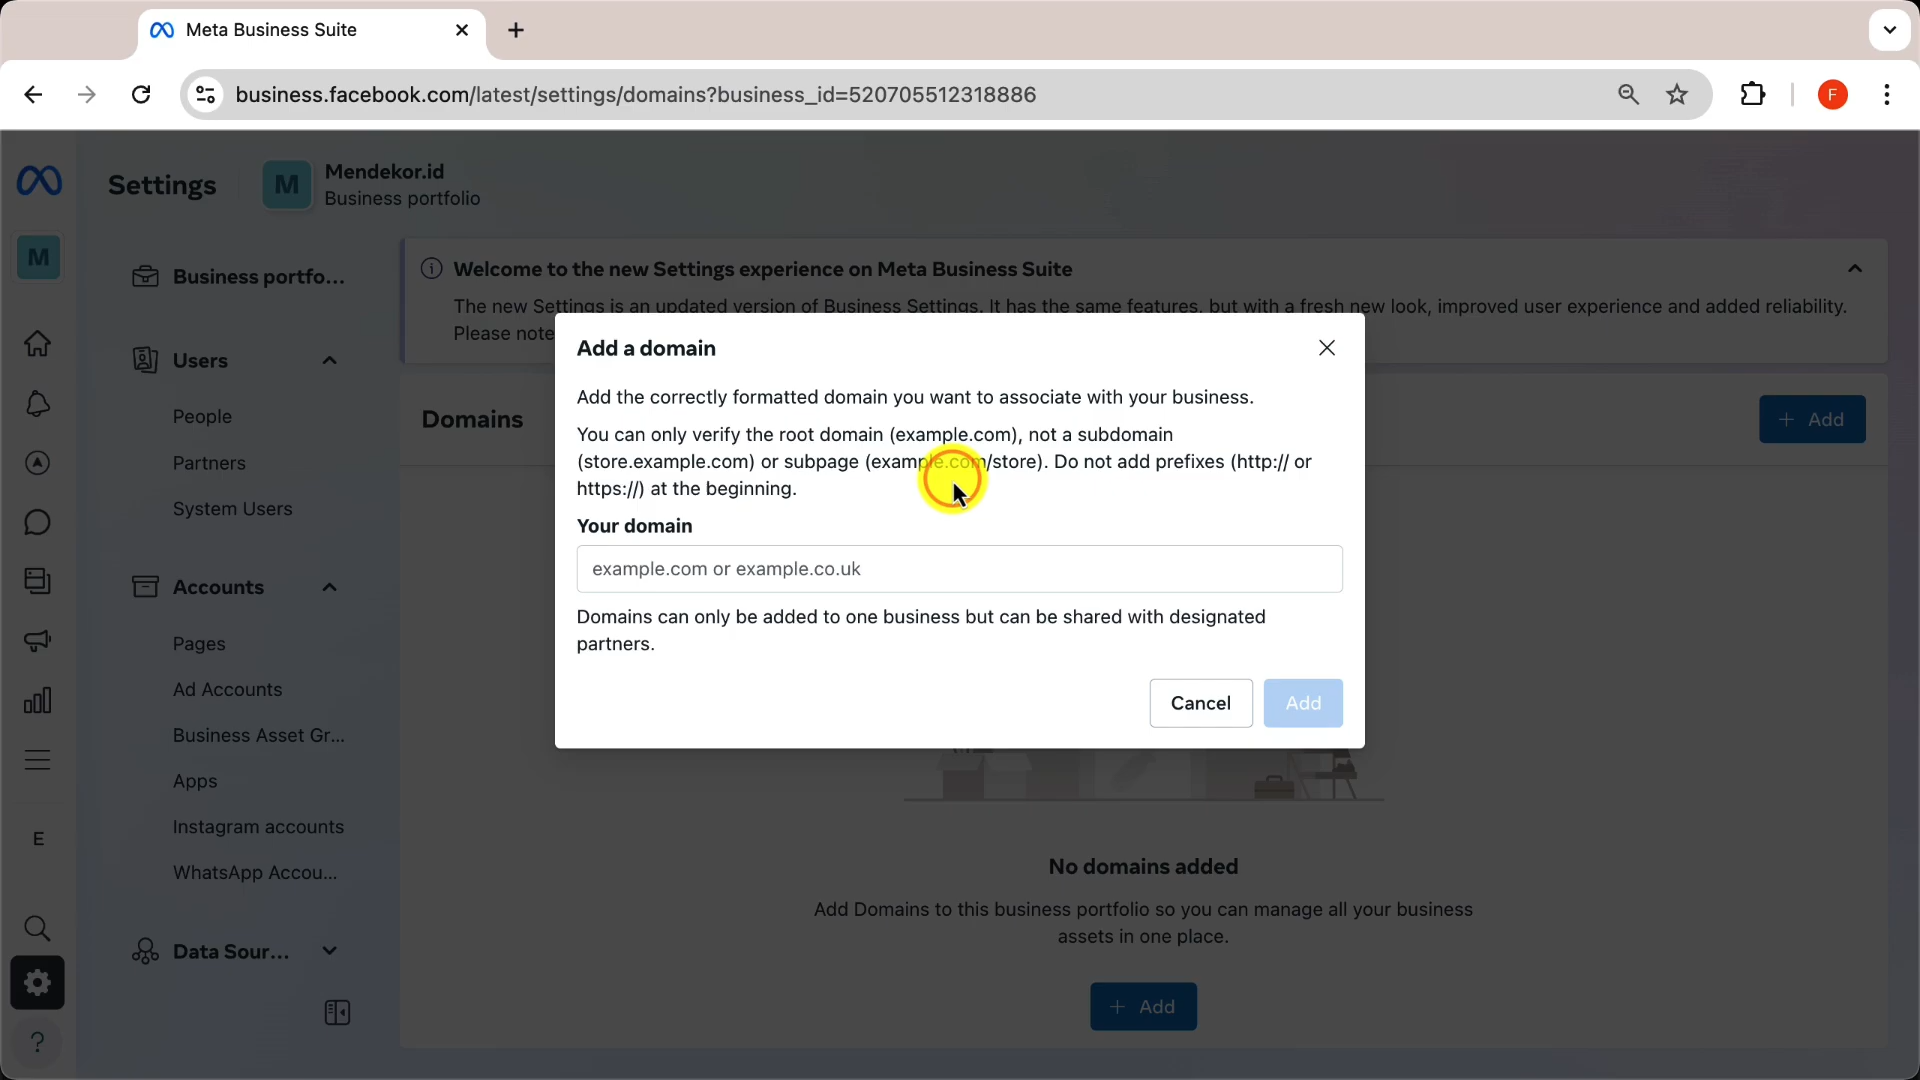 Meta Business Suite
business.facebook.com/latest/settings/domains?business_id=520705512318886
F
Settings
M
Mendekor.id
Business portfolio
M
Business portfo...
Users
People
Partners
System Users
Accounts
Pages
Ad Accounts
Business Asset Gr...
Apps
Instagram accounts
WhatsApp Accou...
Data Sour...
E
?
Welcome to the new Settings experience on Meta Business Suite
The new Settings is an updated version of Business Settings. It has the same features, but with a fresh new look, improved user experience and added reliability.
Please note
Domains
+ Add
Add a domain
Add the correctly formatted domain you want to associate with your business.
You can only verify the root domain (example.com), not a subdomain
(store.example.com) or subpage (example.com/store). Do not add prefixes (http:// or
https://) at the beginning.
Your domain
example.com or example.co.uk
Domains can only be added to one business but can be shared with designated
partners.
Cancel
Add
No domains added
Add Domains to this business portfolio so you can manage all your business
assets in one place.
+ Add